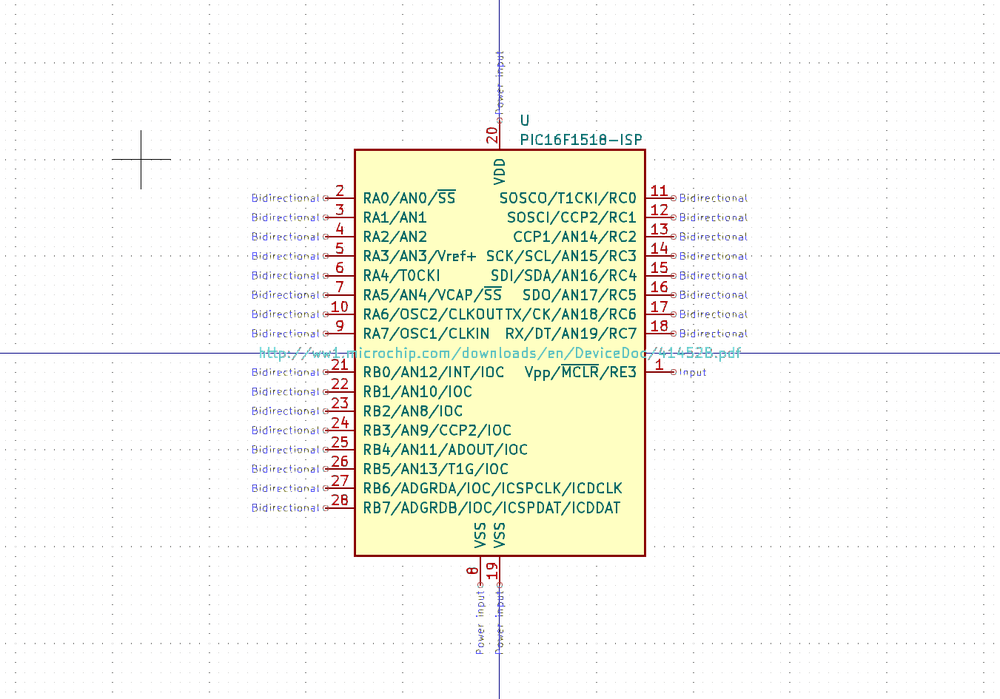 Power input
20
U
PIC16F1518-ISP
VDD
Bidirectional 2 RA0/AN0/SS SOSCO/T1CKI/RC0 11 Bidirectional
Bidirectional 3 RA1/AN1 SOSCI/CCP2/RC1 12 Bidirectional
Bidirectional 4 RA2/AN2 CCP1/AN14/RC2 13 Bidirectional
Bidirectional 5 RA3/AN3/Vref+ SCK/SCL/AN15/RC3 14 Bidirectional
Bidirectional 6 RA4/T0CKI SDI/SDA/AN16/RC4 15 Bidirectional
Bidirectional 7 RA5/AN4/VCAP/SS SDO/AN17/RC5 16 Bidirectional
Bidirectional 10 RA6/OSC2/CLKOUT TX/CK/AN18/RC6 17 Bidirectional
Bidirectional 9 RA7/OSC1/CLKIN RX/DT/AN19/RC7 18 Bidirectional
http://ww1.microchip.com/downloads/en/DeviceDoc/41452B.pdf
Bidirectional 21 RB0/AN12/INT/IOC Vpp/MCLR/RE3 1 Input
Bidirectional 22 RB1/AN10/IOC
Bidirectional 23 RB2/AN8/IOC
Bidirectional 24 RB3/AN9/CCP2/IOC
Bidirectional 25 RB4/AN11/ADOUT/IOC
Bidirectional 26 RB5/AN13/T1G/IOC
Bidirectional 27 RB6/ADGRDA/IOC/ICSPCLK/ICDCLK
Bidirectional 28 RB7/ADGRDB/IOC/ICSPDAT/ICDDAT
VSS VSS
8 19
Power input Power input